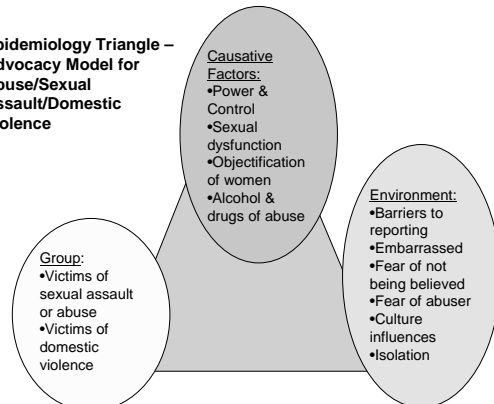 pidemiology Triangle –
dvocacy Model for
buse/Sexual
ssault/Domestic
olence
Causative
Factors:
•Power &
Control
•Sexual
dysfunction
•Objectification
of women
•Alcohol &
drugs of abuse
Group:
•Victims of
sexual assault
or abuse
•Victims of
domestic
violence
Environment:
•Barriers to
reporting
•Embarrassed
•Fear of not
being believed
•Fear of abuser
•Culture
influences
•Isolation